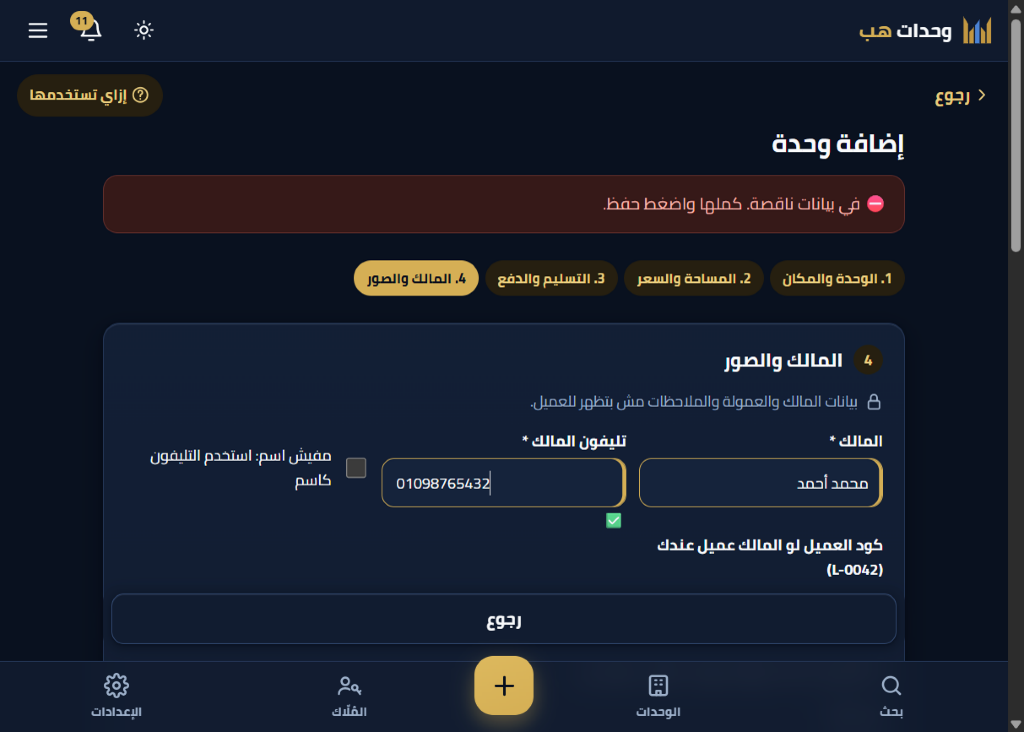 وحدات هب
11
رجوع
إزاي تستخدمها
إضافة وحدة
في بيانات ناقصة. كملها واضغط حفظ.
1. الوحدة والمكان
2. المساحة والسعر
3. التسليم والدفع
4. المالك والصور
4 المالك والصور
بيانات المالك والعمولة والملاحظات مش بتظهر للعميل.
المالك *
محمد أحمد
تليفون المالك *
01098765432
مفيش اسم: استخدم التليفون
كاسم
كود العميل لو المالك عميل عندك
(L-0042)
رجوع
بحث
الوحدات
+
المُلّاك
الإعدادات